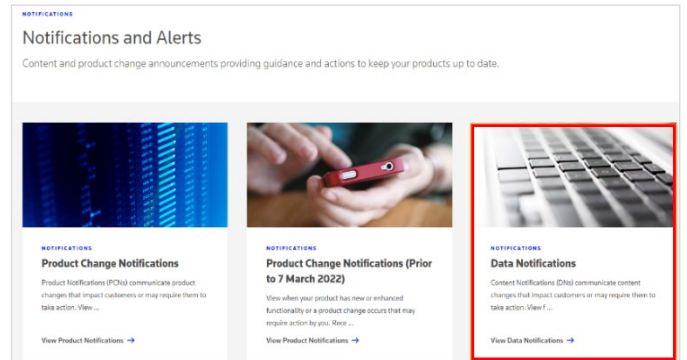 NOTIFICATIONS
Notifications and Alerts
Content and product change announcements providing guidance and actions to keep your products up to date.
NOTIFICATIONS
Product Change Notifications
Product Notifications (PCNs) communicate product
changes that impact customers or may require them to
take action. View ...
View Product Notifications →
NOTIFICATIONS
Product Change Notifications (Prior
to 7 March 2022)
View when your product has new or enhanced
functionality or a product change occurs that may
require action by you. Rece ...
View Product Notifications →
NOTIFICATIONS
Data Notifications
Content Notifications (DNs) communicate content
changes that impact customers or may require them to
take action. View f ...
View Data Notifications →